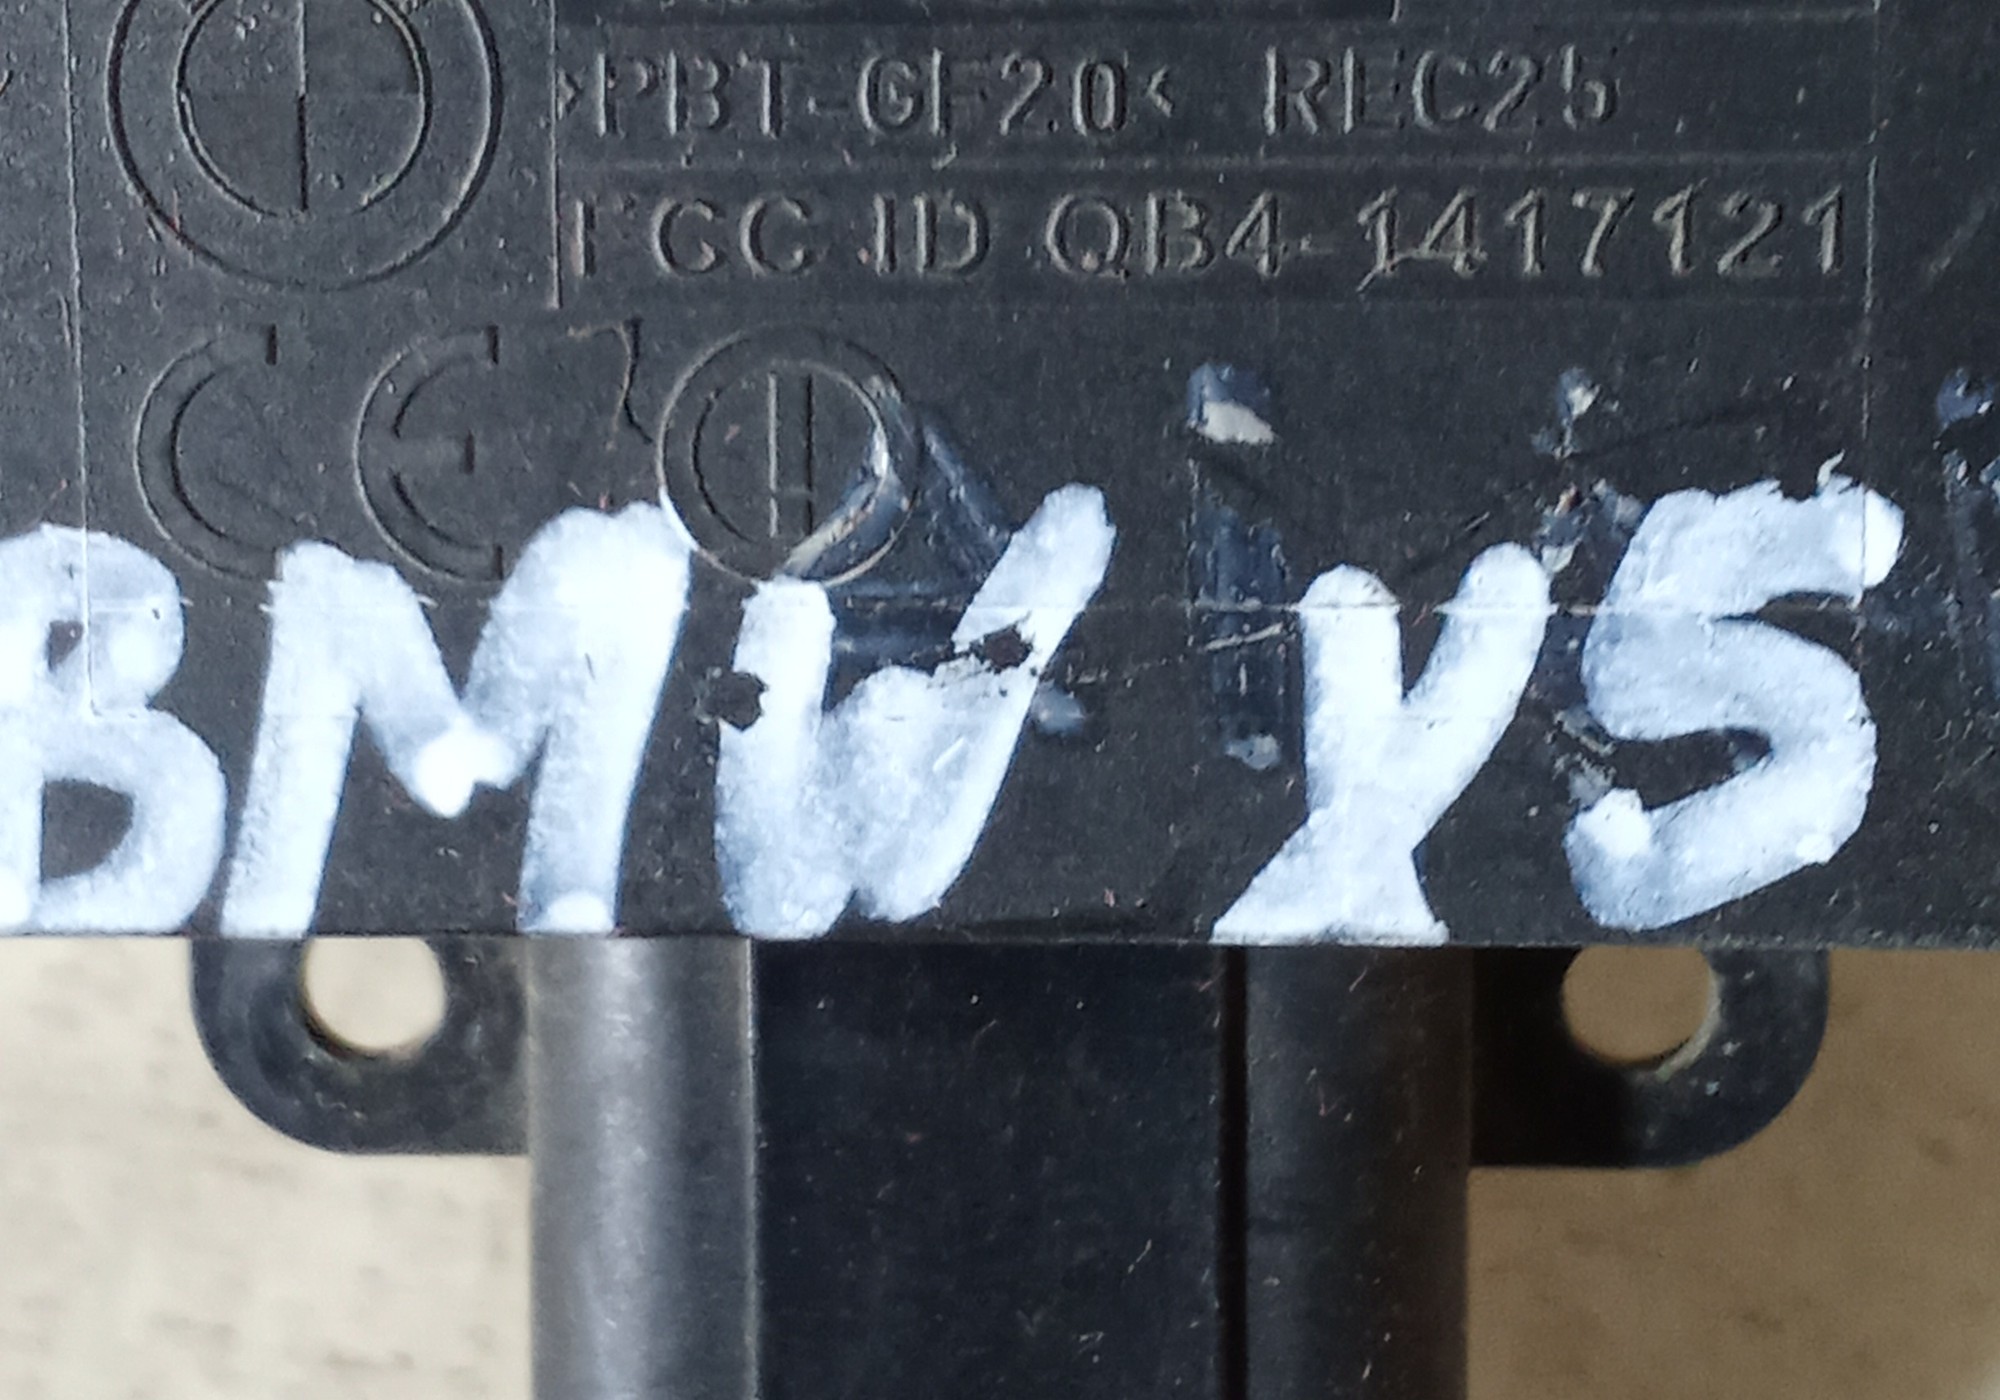 >PBT-GF20< REC25
FCC ID QB4-1417121
CE
BMW X5